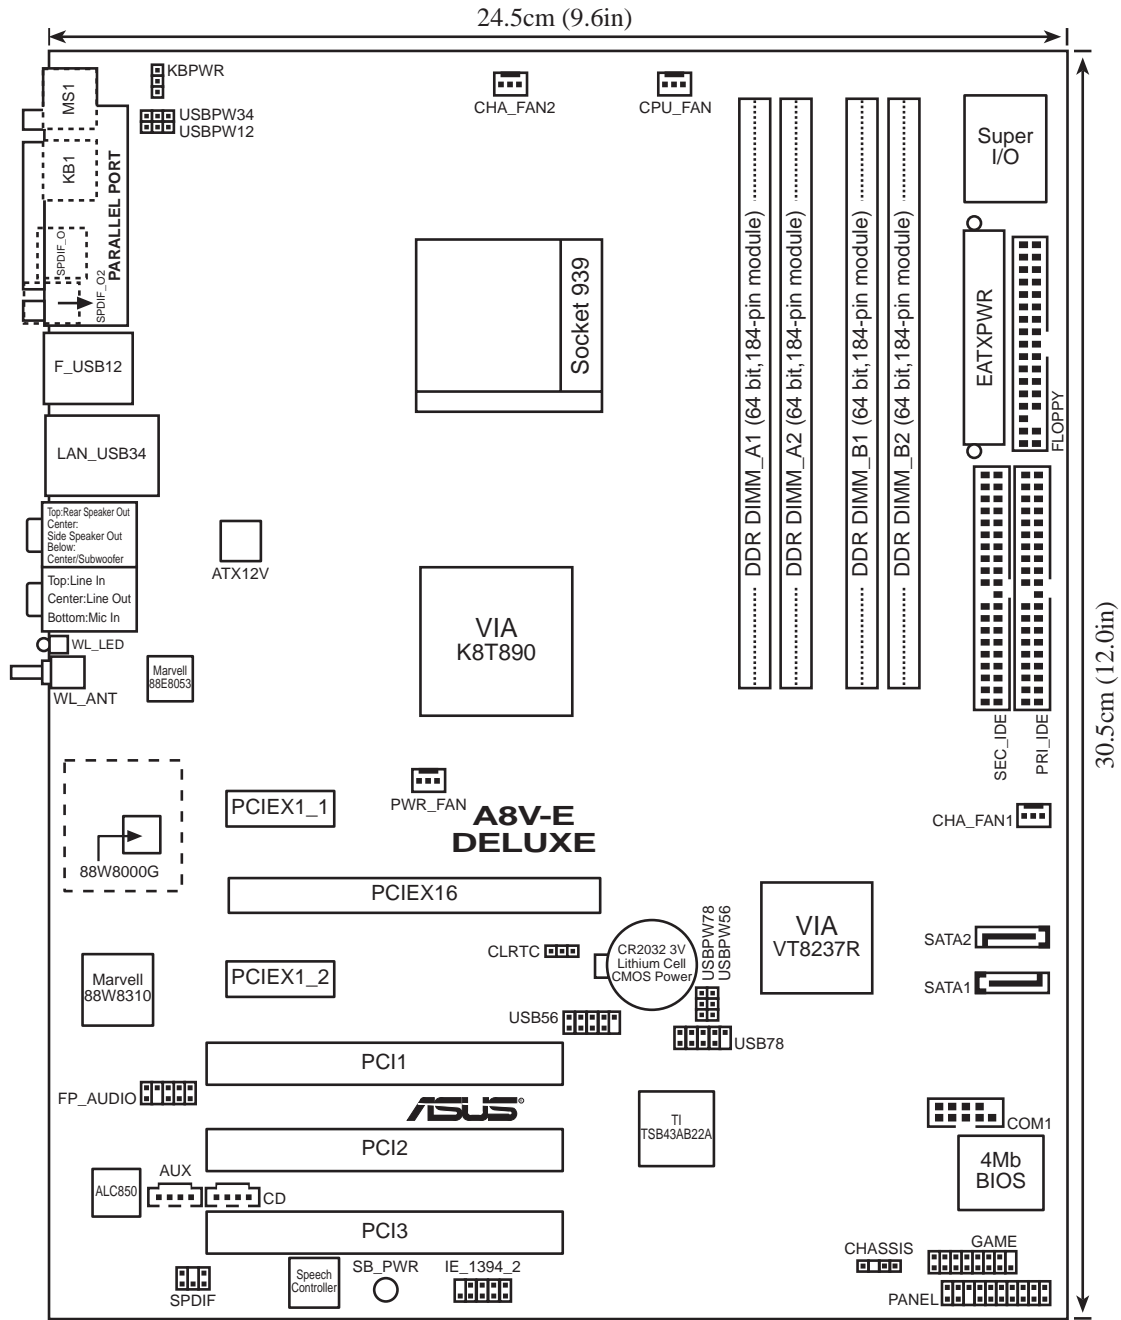 24.5cm (9.6in)
KBPWR
USBPW34
USBPW12
CHA_FAN2
CPU_FAN
MS1
KB1
PARALLEL PORT
SPDIF_O
SPDIF_O2
Super
I/O
F_USB12
LAN_USB34
Socket 939
DDR DIMM_A1 (64 bit,184-pin module)
DDR DIMM_A2 (64 bit,184-pin module)
DDR DIMM_B1 (64 bit,184-pin module)
DDR DIMM_B2 (64 bit,184-pin module)
EATXPWR
FLOPPY
Top:Rear Speaker Out
Center:
Side Speaker Out
Below:
Center/Subwoofer
Top:Line In
Center:Line Out
Bottom:Mic In
ATX12V
VIA
K8T890
WL_LED
WL_ANT
Marvell
88E8053
SEC_IDE
PRI_IDE
30.5cm (12.0in)
PWR_FAN
PCIEX1_1
A8V-E
DELUXE
CHA_FAN1
88W8000G
PCIEX16
CLRTC
CR2032 3V
Lithium Cell
CMOS Power
USBPW78
USBPW56
VIA
VT8237R
SATA2
SATA1
Marvell
88W8310
PCIEX1_2
USB56
USB78
PCI1
FP_AUDIO
ASUS®
TI
TSB43AB22A
COM1
PCI2
4Mb
BIOS
ALC850
AUX
CD
PCI3
SPDIF
Speech
Controller
SB_PWR
IE_1394_2
CHASSIS
GAME
PANEL